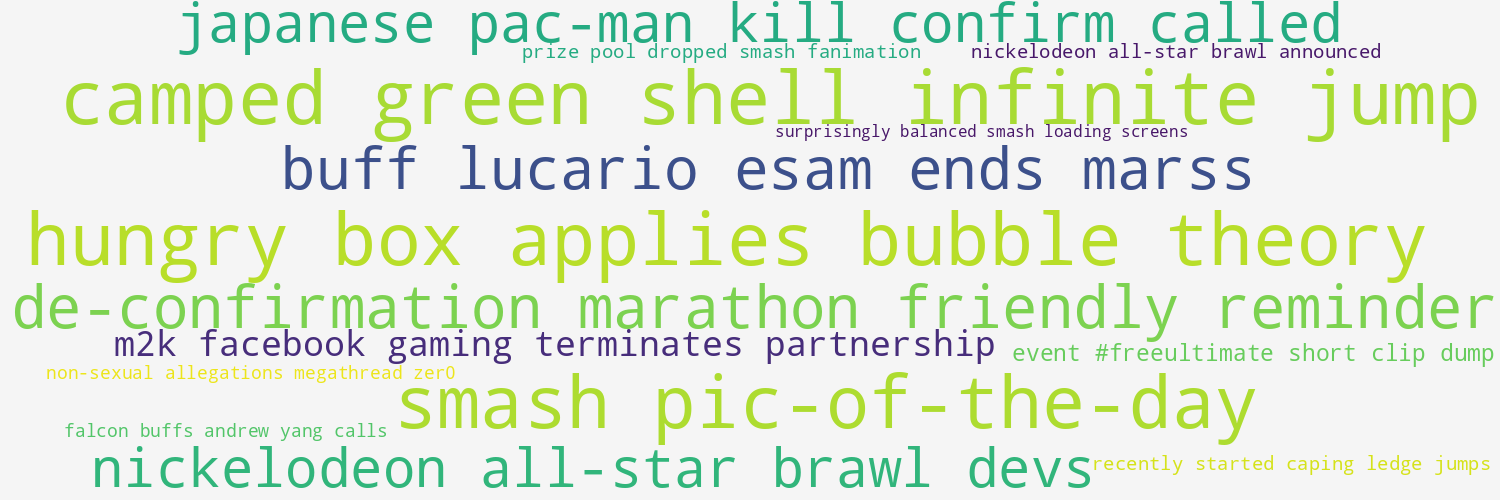 japanese pac-man kill confirm called
prize pool dropped smash fanimation
nickelodeon all-star brawl announced
camped green shell infinite jump
surprisingly balanced smash loading screens
buff lucario esam ends marss
hungry box applies bubble theory
de-confirmation marathon friendly reminder
m2k facebook gaming terminates partnership
event #freeultimate short clip dump
non-sexual allegations megathread zer0
smash pic-of-the-day
falcon buffs andrew yang calls
nickelodeon all-star brawl devs
recently started caping ledge jumps